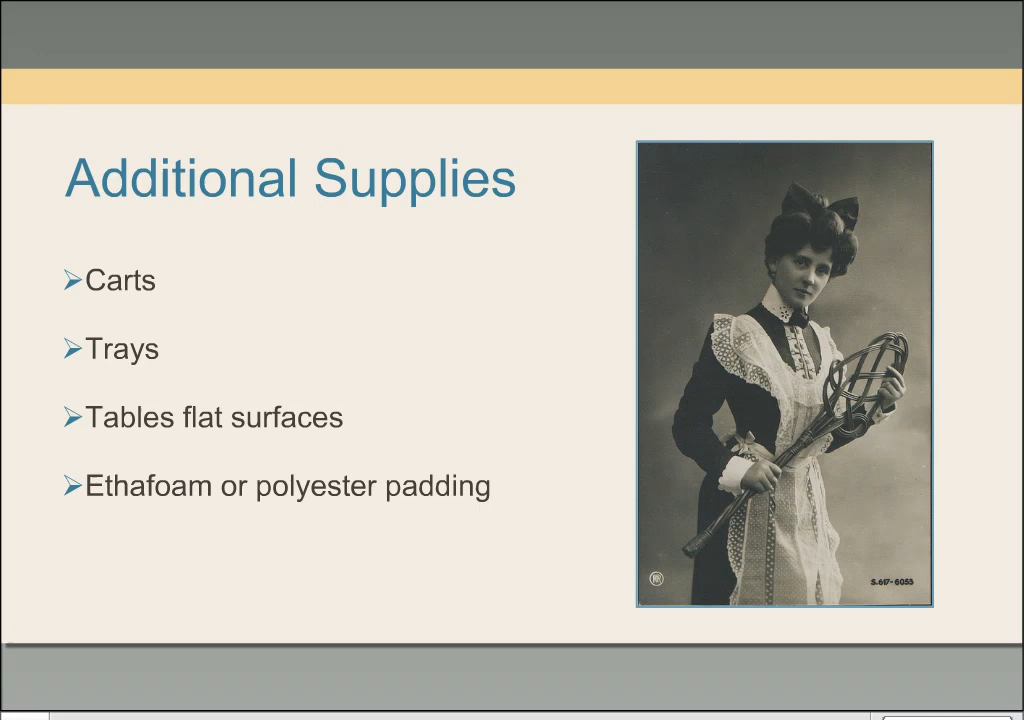 Additional Supplies
Carts
Trays
Tables flat surfaces
Ethafoam or polyester padding
S.617-6053